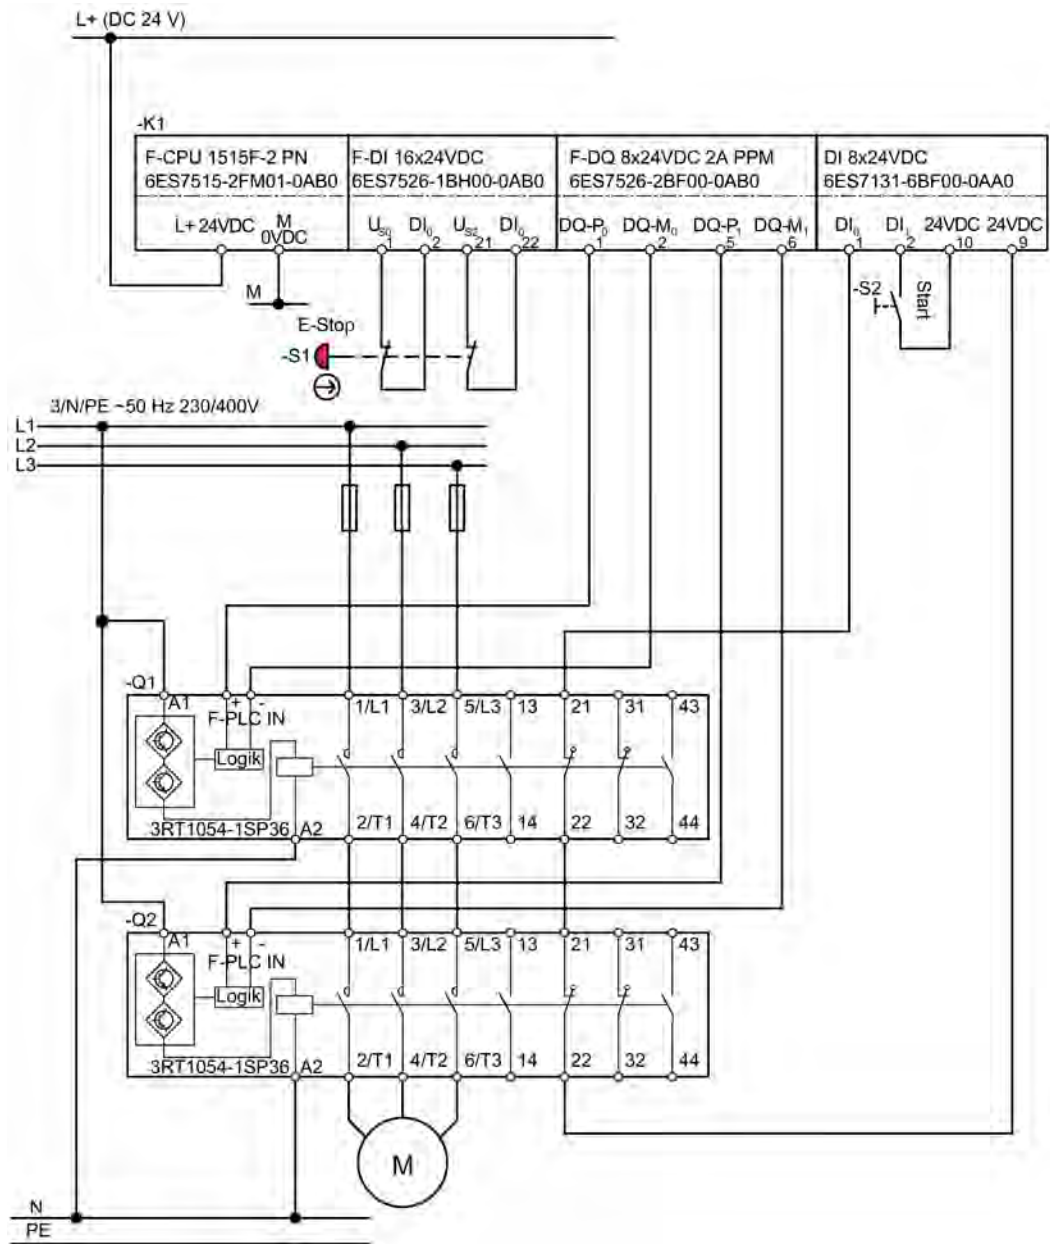 L+ (DC 24 V)
-K1
F-CPU 1515F-2 PN F-DI 16x24VDC F-DQ 8x24VDC 2A PPM DI 8x24VDC
6ES7515-2FM01-0AB0 6ES7526-1BH00-0AB0 6ES7526-2BF00-0AB0 6ES7131-6BF00-0AA0
L+ 24VDC M 0VDC US0 DI0 US2 DI0 DQ-P0 DQ-M0 DQ-P1 DQ-M1 DI0 DI1 24VDC 24VDC
1 2 21 22 1 2 5 6 1 2 10 9
M
-S2 Start
E-Stop
-S1
3/N/PE ~50 Hz 230/400V
L1
L2
L3
-Q1
A1 + - 1/L1 3/L2 5/L3 13 21 31 43
F-PLC IN
Logik
3RT1054-1SP36 A2 2/T1 4/T2 6/T3 14 22 32 44
-Q2
A1 + - 1/L1 3/L2 5/L3 13 21 31 43
F-PLC IN
Logik
3RT1054-1SP36 A2 2/T1 4/T2 6/T3 14 22 32 44
M
N
PE